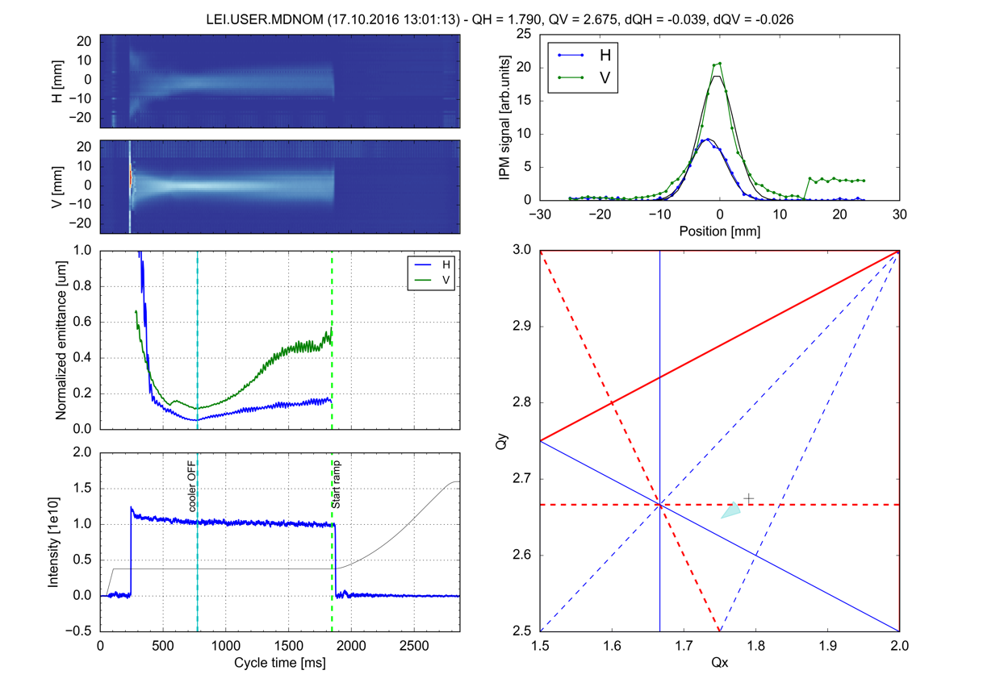 LEI.USER.MDNOM (17.10.2016 13:01:13) - QH = 1.790, QV = 2.675, dQH = -0.039, dQV = -0.026
H [mm]
20
10
0
−10
−20
V [mm]
20
10
0
−10
−20
Normalized emittance [um]
1.0
0.8
0.6
0.4
0.2
0.0
H
V
Intensity [1e10]
2.0
1.5
1.0
0.5
0.0
−0.5
cooler OFF
Start ramp
0 500 1000 1500 2000 2500
Cycle time [ms]
IPM signal [arb.units]
25
20
15
10
5
0
H
V
−30 −20 −10 0 10 20 30
Position [mm]
Qy
3.0
2.9
2.8
2.7
2.6
2.5
1.5 1.6 1.7 1.8 1.9 2.0
Qx